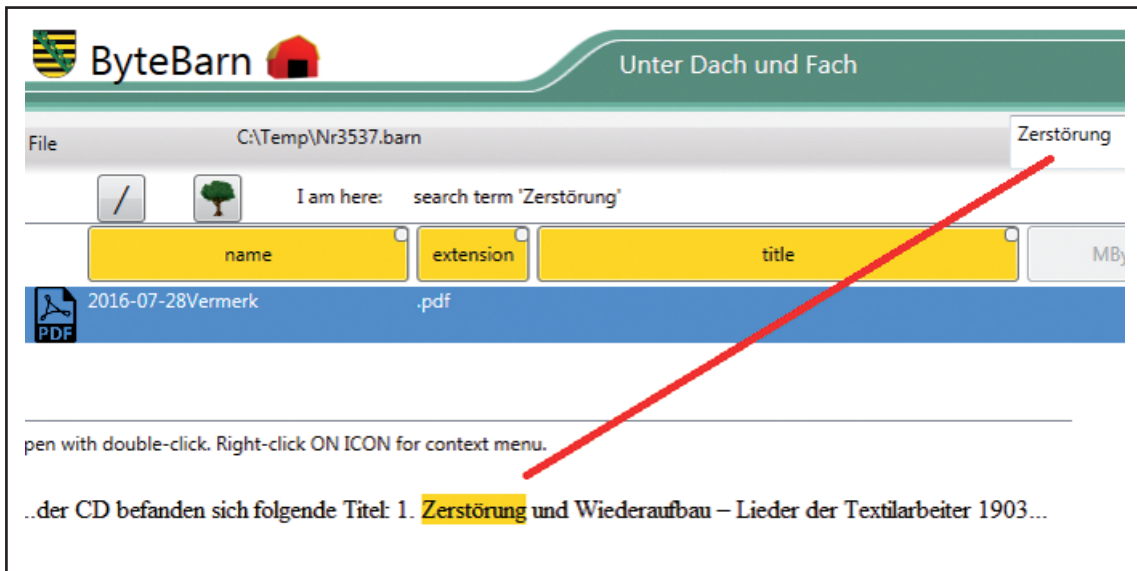 ByteBarn
Unter Dach und Fach
File C:\Temp\Nr3537.barn Zerstörung
/ I am here: search term 'Zerstörung'
name extension title MBy
PDF 2016-07-28Vermerk .pdf
pen with double-click. Right-click ON ICON for context menu.
...der CD befanden sich folgende Titel: 1. Zerstörung und Wiederaufbau – Lieder der Textilarbeiter 1903...